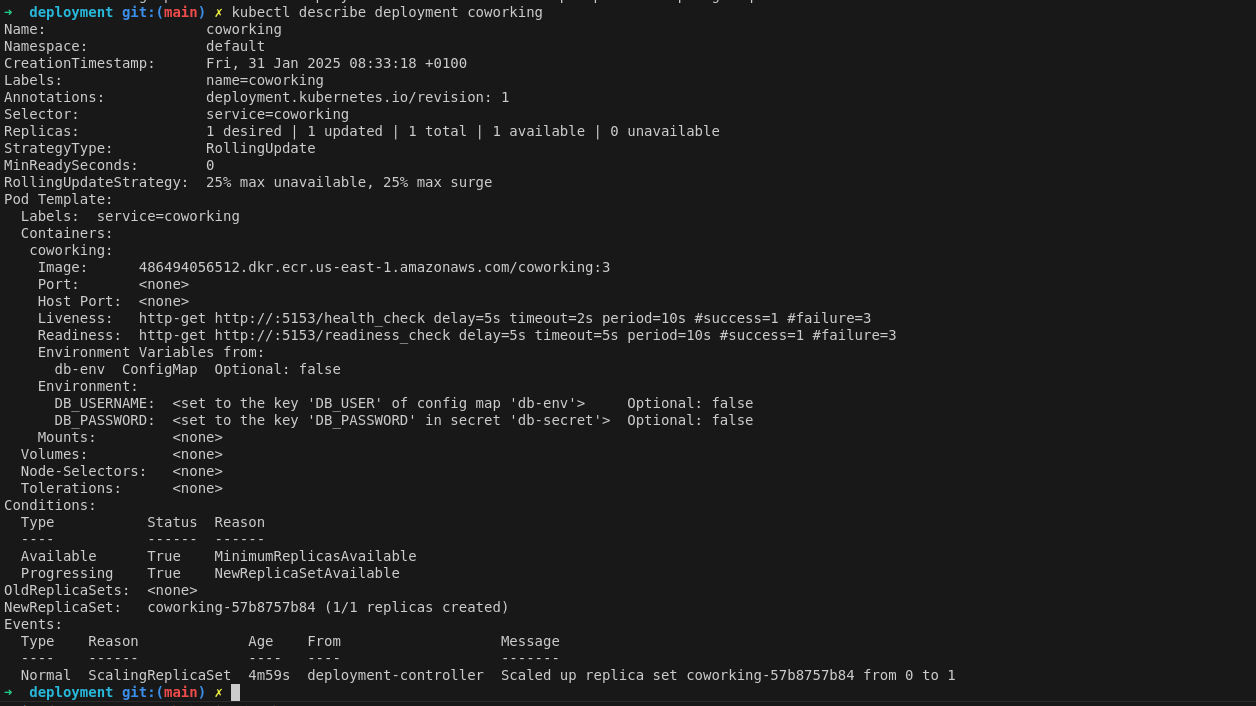 ➜  deployment git:(main) ✗ kubectl describe deployment coworking
Name:                   coworking
Namespace:              default
CreationTimestamp:      Fri, 31 Jan 2025 08:33:18 +0100
Labels:                 name=coworking
Annotations:            deployment.kubernetes.io/revision: 1
Selector:               service=coworking
Replicas:               1 desired | 1 updated | 1 total | 1 available | 0 unavailable
StrategyType:           RollingUpdate
MinReadySeconds:        0
RollingUpdateStrategy:  25% max unavailable, 25% max surge
Pod Template:
  Labels:  service=coworking
  Containers:
   coworking:
    Image:      486494056512.dkr.ecr.us-east-1.amazonaws.com/coworking:3
    Port:       <none>
    Host Port:  <none>
    Liveness:   http-get http://:5153/health_check delay=5s timeout=2s period=10s #success=1 #failure=3
    Readiness:  http-get http://:5153/readiness_check delay=5s timeout=5s period=10s #success=1 #failure=3
    Environment Variables from:
      db-env  ConfigMap  Optional: false
    Environment:
      DB_USERNAME:  <set to the key 'DB_USER' of config map 'db-env'>     Optional: false
      DB_PASSWORD:  <set to the key 'DB_PASSWORD' in secret 'db-secret'>  Optional: false
    Mounts:         <none>
  Volumes:          <none>
  Node-Selectors:   <none>
  Tolerations:      <none>
Conditions:
  Type           Status  Reason
  ----           ------  ------
  Available      True    MinimumReplicasAvailable
  Progressing    True    NewReplicaSetAvailable
OldReplicaSets:  <none>
NewReplicaSet:   coworking-57b8757b84 (1/1 replicas created)
Events:
  Type    Reason             Age    From                   Message
  ----    ------             ----   ----                   -------
  Normal  ScalingReplicaSet  4m59s  deployment-controller  Scaled up replica set coworking-57b8757b84 from 0 to 1
➜  deployment git:(main) ✗